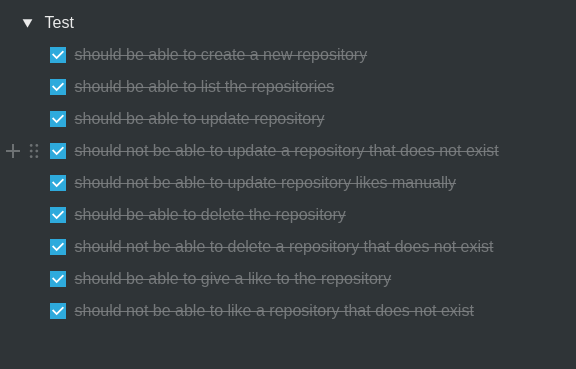 Test
should be able to create a new repository
should be able to list the repositories
should be able to update repository
should not be able to update a repository that does not exist
should not be able to update repository likes manually
should be able to delete the repository
should not be able to delete a repository that does not exist
should be able to give a like to the repository
should not be able to like a repository that does not exist